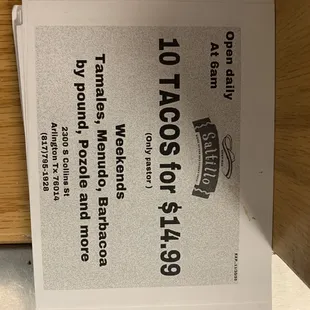 Open daily
At 6am
Saltillo
10 TACOS for $14.99
(Only pastor )
Weekends
Tamales, Menudo, Barbacoa
by pound, Pozole and more
2300 S Collins St
Arlington Tx 76014
(817)795-1928